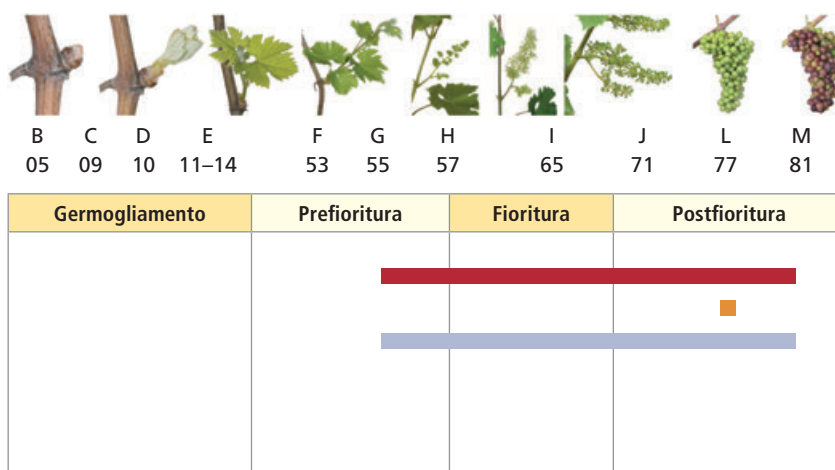 B C D E F G H I J L M
05 09 10 11–14 53 55 57 65 71 77 81
Germogliamento Prefioritura Fioritura Postfioritura